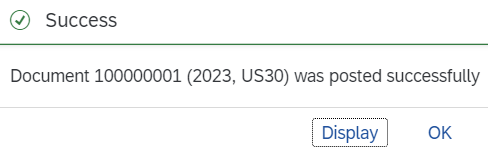 Success
Document 100000001 (2023, US30) was posted successfully
Display OK